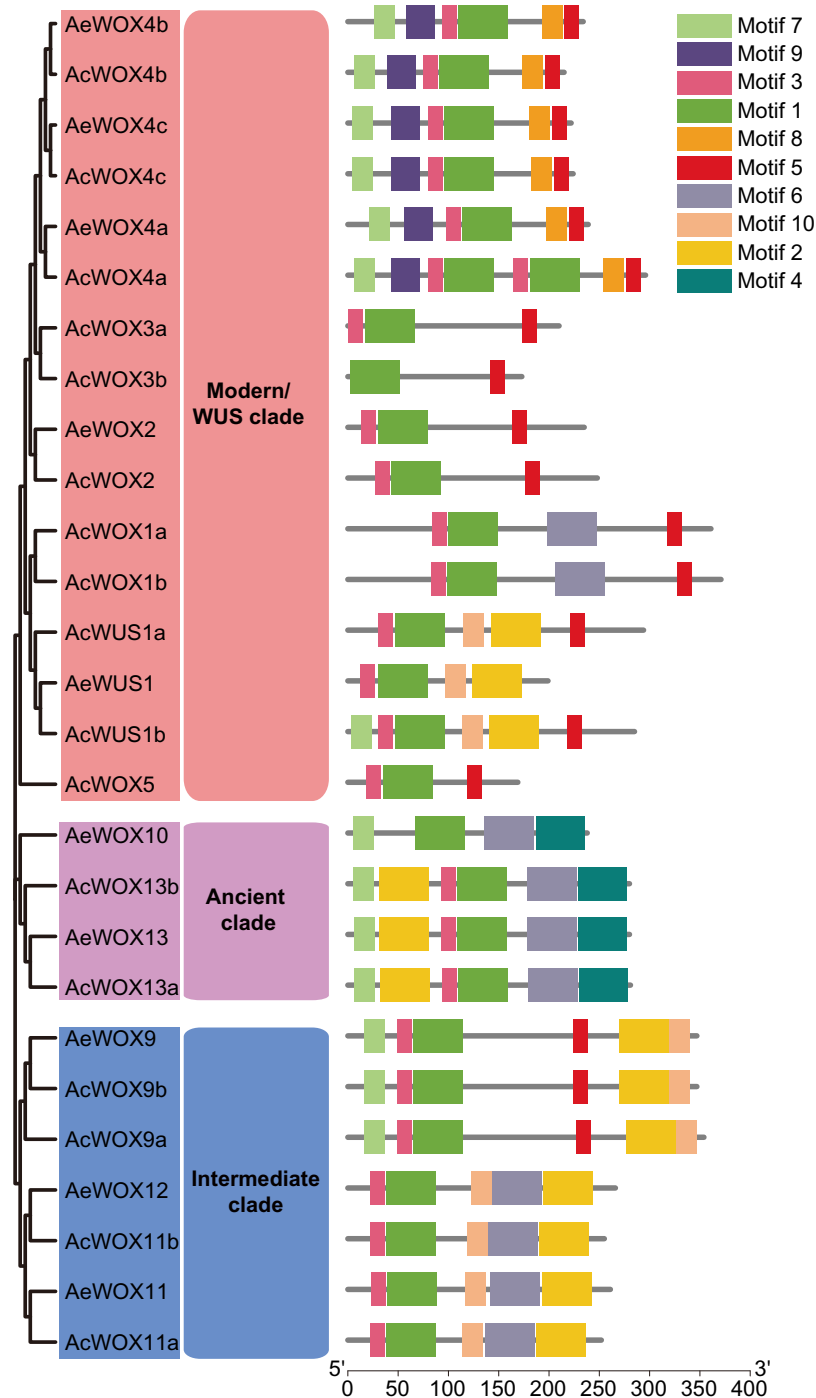 AeWOX4b
AcWOX4b
AeWOX4c
AcWOX4c
AeWOX4a
AcWOX4a
AcWOX3a
AcWOX3b
AeWOX2
AcWOX2
AcWOX1a
AcWOX1b
AcWUS1a
AeWUS1
AcWUS1b
AcWOX5
AeWOX10
AcWOX13b
AeWOX13
AcWOX13a
AeWOX9
AcWOX9b
AcWOX9a
AeWOX12
AcWOX11b
AeWOX11
AcWOX11a
Modern/
WUS clade
Ancient
clade
Intermediate
clade
Motif 7
Motif 9
Motif 3
Motif 1
Motif 8
Motif 5
Motif 6
Motif 10
Motif 2
Motif 4
5' 3'
0 50 100 150 200 250 300 350 400